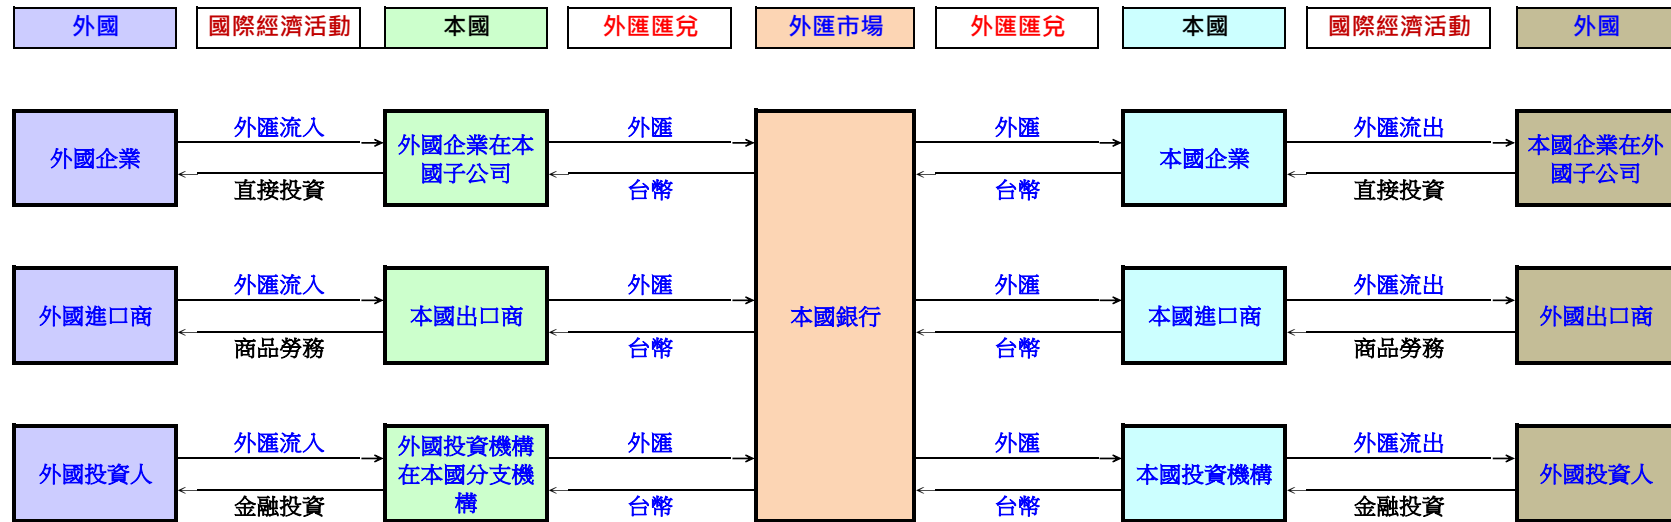 外國 國際經濟活動 本國 外匯匯兌 外匯市場 外匯匯兌 本國 國際經濟活動 外國
外匯流入 外匯 外匯 外匯流出
外國企業 外國企業在本 本國企業 本國企業在外
國子公司 國子公司
直接投資 台幣 台幣 直接投資
外匯流入 外匯 外匯 外匯流出
外國進口商 本國出口商 本國銀行 本國進口商 外國出口商
商品勞務 台幣 台幣 商品勞務
外匯流入 外匯 外匯 外匯流出
外國投資人 外國投資機構 本國投資機構 外國投資人
在本國分支機
構
金融投資 台幣 台幣 金融投資